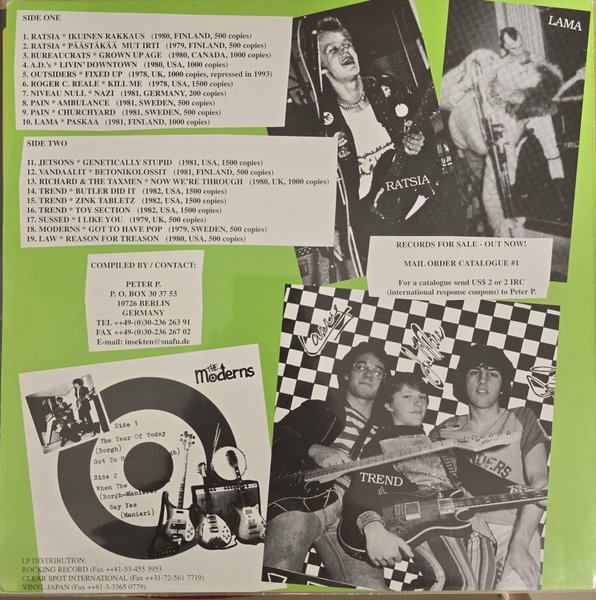 SIDE ONE
1. RATSIA * IKUINEN RAKKAUS (1980, FINLAND, 500 copies)
2. RATSIA * PÄÄSTÄKÄÄ MUT IRTI (1979, FINLAND, 500 copies)
3. BUREAUCRATS * GROWN UP AGE (1980, CANADA, 1000 copies)
4. A.D.'s * LIVIN' DOWNTOWN (1980, USA, 1000 copies)
5. OUTSIDERS * FIXED UP (1978, UK, 1000 copies, repressed in 1993)
6. ROGER C. REALE * KILL ME (1978, USA, 1500 copies)
7. NIVEAU NULL * NAZI (1981, GERMANY, 200 copies)
8. PAIN * AMBULANCE (1981, SWEDEN, 500 copies)
9. PAIN * CHURCHYARD (1981, SWEDEN, 500 copies)
10. LAMA * PASKAA (1981, FINLAND, 1000 copies)
SIDE TWO
11. JETSONS * GENETICALLY STUPID (1981, USA, 1500 copies)
12. VANDAALIT * BETONIKOLOSSIT (1981, FINLAND, 500 copies)
13. RICHARD & THE TAXMEN * NOW WE'RE THROUGH (1980, UK, 1000 copies)
14. TREND * BUTLER DID IT (1982, USA, 1500 copies)
15. TREND * ZINK TABLETZ (1982, USA, 1500 copies)
16. TREND * TOY SECTION (1982, USA, 1500 copies)
17. SUSSED * I LIKE YOU (1979, UK, 500 copies)
18. MODERNS * GOT TO HAVE POP (1979, SWEDEN, 500 copies)
19. LAW * REASON FOR TREASON (1980, USA, 500 copies)
RATSIA
LAMA
COMPILED BY / CONTACT:
PETER P.
P. O. BOX 30 37 53
10726 BERLIN
GERMANY
TEL ++49-(0)30-236 263 91
FAX ++49-(0)30-236 267 02
E-mail: insekten@snafu.de
RECORDS FOR SALE - OUT NOW!
MAIL ORDER CATALOGUE #1
For a catalogue send US$ 2 or 2 IRC
(international response coupons) to Peter P.
THE
Moderns
Side 1
The Year Of Today
(Borgh)
Got To H
Side 2
When The
(Borgh-Manieri)
Say Yes
(Manieri)
TREND
LP DISTRIBUTION:
ROCKING RECORD (Fax ++81-53-455 3953
CLEAR SPOT INTERNATIONAL (Fax ++31-72-561 7719)
VINYL JAPAN (Fax ++81-3-3365 0779)